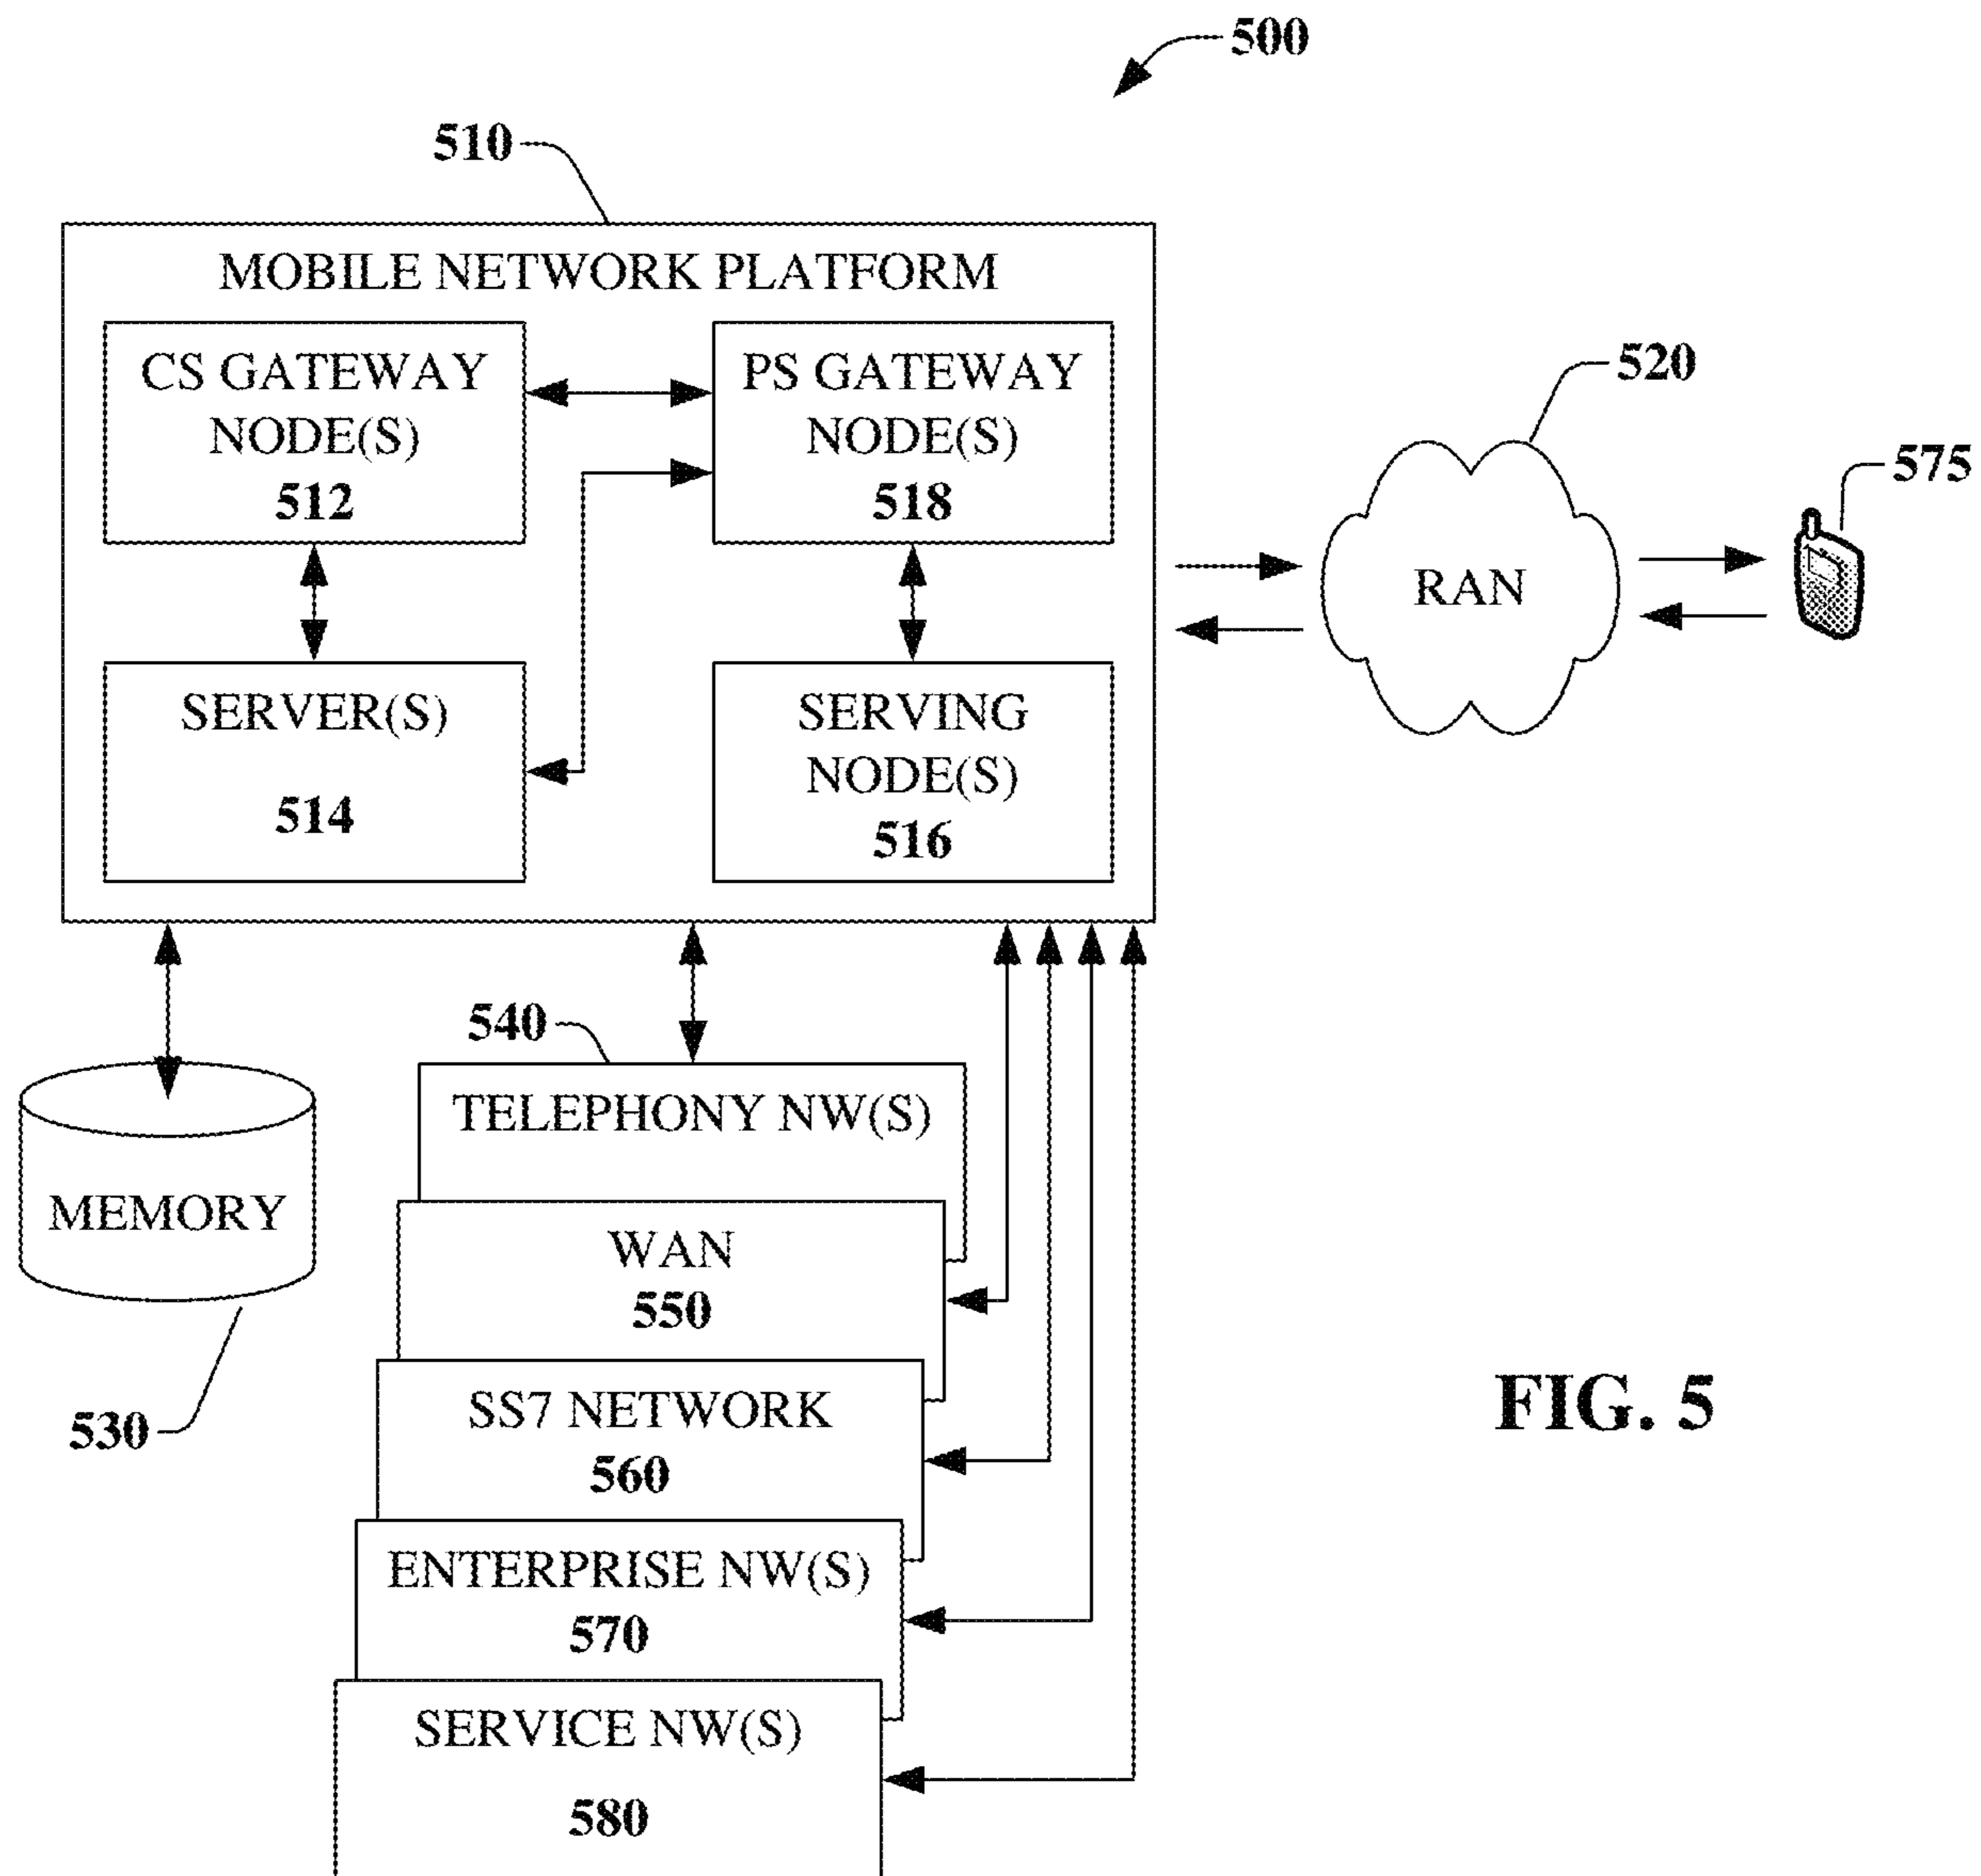 500
510
MOBILE NETWORK PLATFORM
CS GATEWAY
NODE(S)
512
PS GATEWAY
NODE(S)
518
SERVER(S)
514
SERVING
NODE(S)
516
520
RAN
575
540
TELEPHONY NW(S)
MEMORY
530
WAN
550
SS7 NETWORK
560
ENTERPRISE NW(S)
570
SERVICE NW(S)
580
FIG. 5